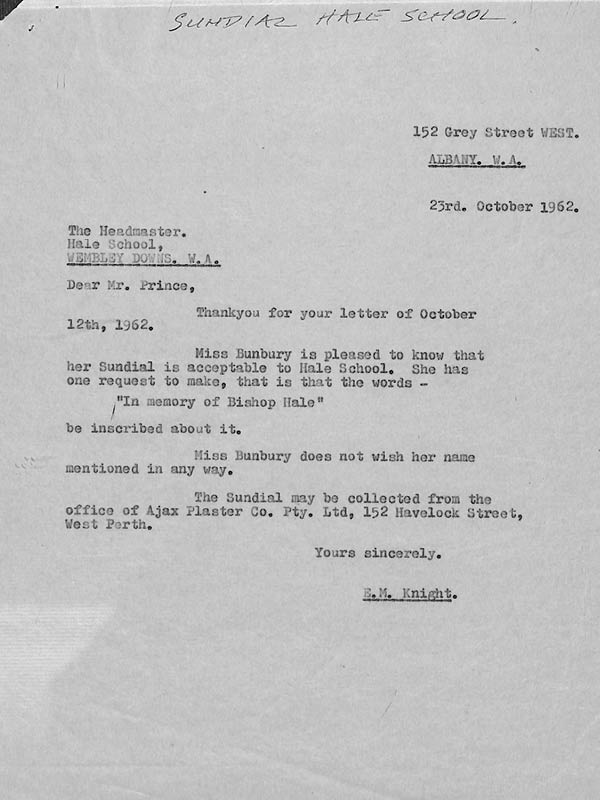 SUNDIAL HALE SCHOOL.
152 Grey Street WEST.
ALBANY. W.A.
23rd. October 1962.
The Headmaster.
Hale School,
WEMBLEY DOWNS. W.A.
Dear Mr. Prince,
Thankyou for your letter of October
12th, 1962.
Miss Bunbury is pleased to know that
her Sundial is acceptable to Hale School. She has
one request to make, that is that the words -
"In memory of Bishop Hale"
be inscribed about it.
Miss Bunbury does not wish her name
mentioned in any way.
The Sundial may be collected from the
office of Ajax Plaster Co. Pty. Ltd, 152 Havelock Street,
West Perth.
Yours sincerely.
E.M. Knight.